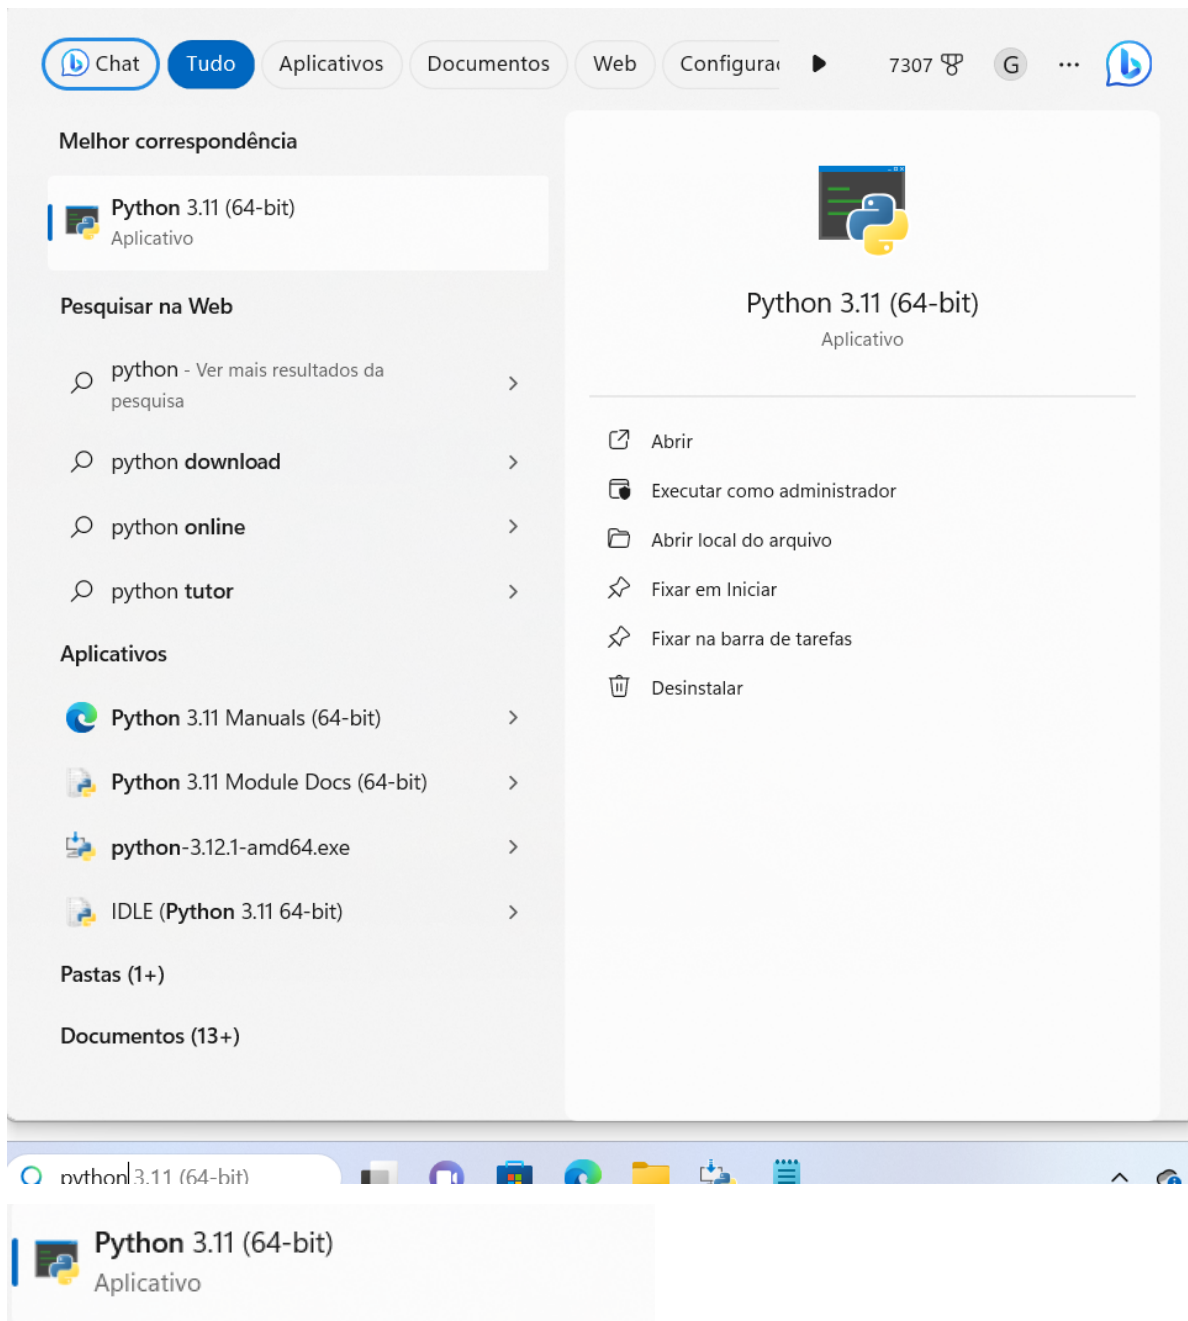 Chat Tudo Aplicativos Documentos Web Configuraç 7307 G ...
Melhor correspondência
Python 3.11 (64-bit)
Aplicativo
Pesquisar na Web
python - Ver mais resultados da
pesquisa
python download
python online
python tutor
Aplicativos
Python 3.11 Manuals (64-bit)
Python 3.11 Module Docs (64-bit)
python-3.12.1-amd64.exe
IDLE (Python 3.11 64-bit)
Pastas (1+)
Documentos (13+)
Python 3.11 (64-bit)
Aplicativo
Abrir
Executar como administrador
Abrir local do arquivo
Fixar em Iniciar
Fixar na barra de tarefas
Desinstalar
python 3.11 (64-bit)
Python 3.11 (64-bit)
Aplicativo